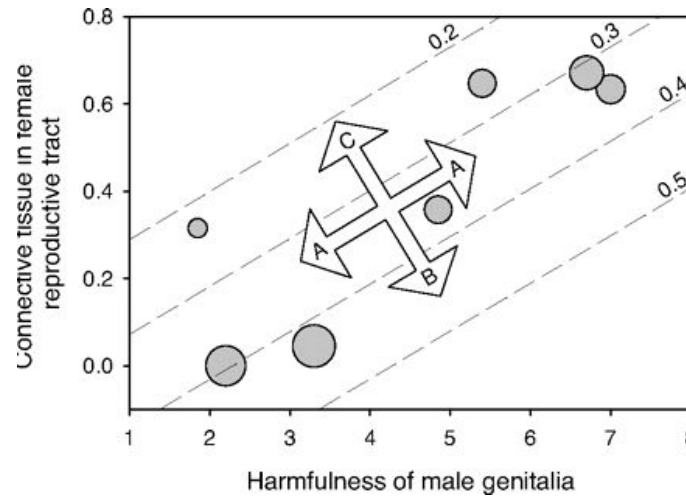 0.8
0.6
0.4
0.2
0.0
Connective tissue in female
reproductive tract
0.2
0.3
0.4
0.5
C
A
A
B
1 2 3 4 5 6 7 8
Harmfulness of male genitalia